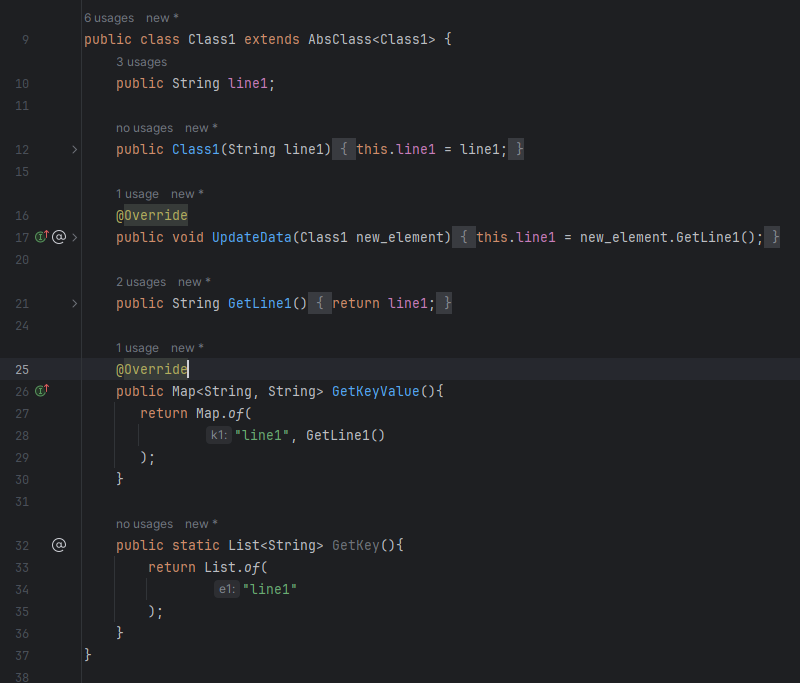 6 usages new *
9 public class Class1 extends AbsClass<Class1> {
3 usages
10 public String line1;
11
no usages new *
12 public Class1(String line1) { this.line1 = line1; }
15
1 usage new *
16 @Override
17 public void UpdateData(Class1 new_element) { this.line1 = new_element.GetLine1(); }
20
2 usages new *
21 public String GetLine1() { return line1; }
24
1 usage new *
25 @Override
26 public Map<String, String> GetKeyValue(){
27 return Map.of(
28 k1: "line1", GetLine1()
29 );
30 }
31
no usages new *
32 public static List<String> GetKey(){
33 return List.of(
34 e1: "line1"
35 );
36 }
37 }
38